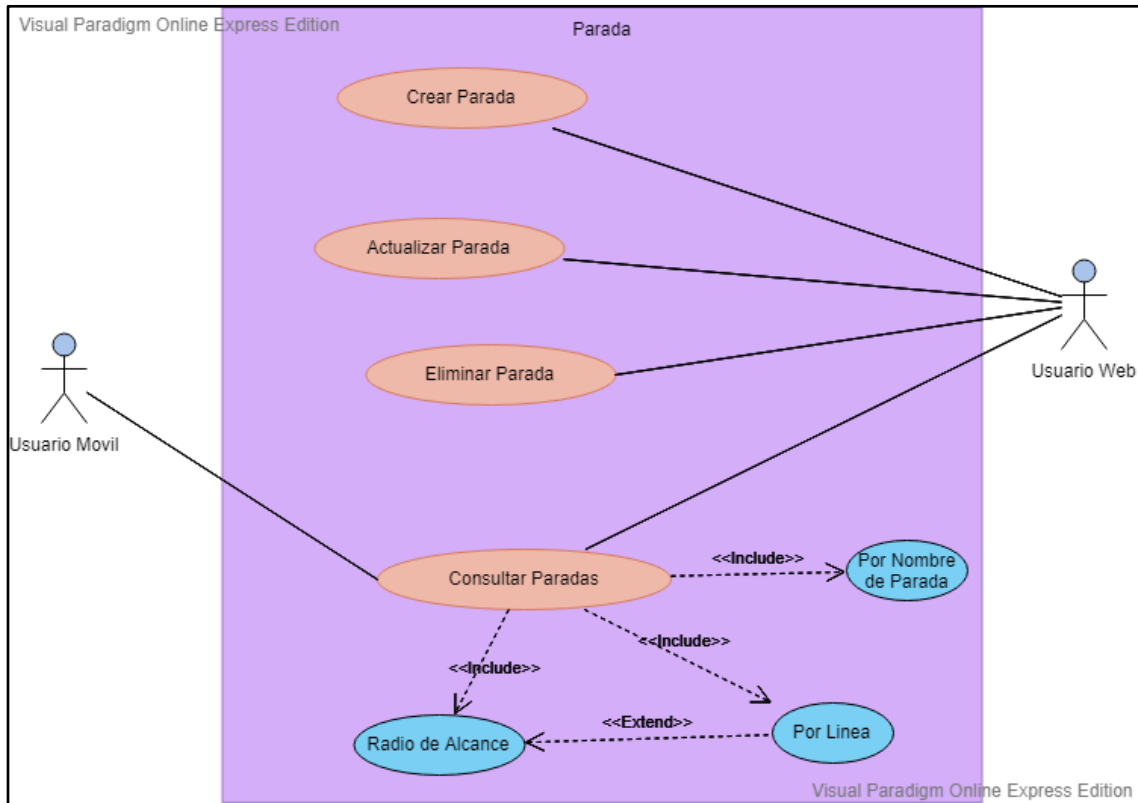 Visual Paradigm Online Express Edition
Parada
Crear Parada
Actualizar Parada
Eliminar Parada
Usuario Web
Usuario Movil
Consultar Paradas
<<Include>>
Por Nombre
de Parada
<<Include>>
<<Include>>
Radio de Alcance
<<Extend>>
Por Linea
Visual Paradigm Online Express Edition